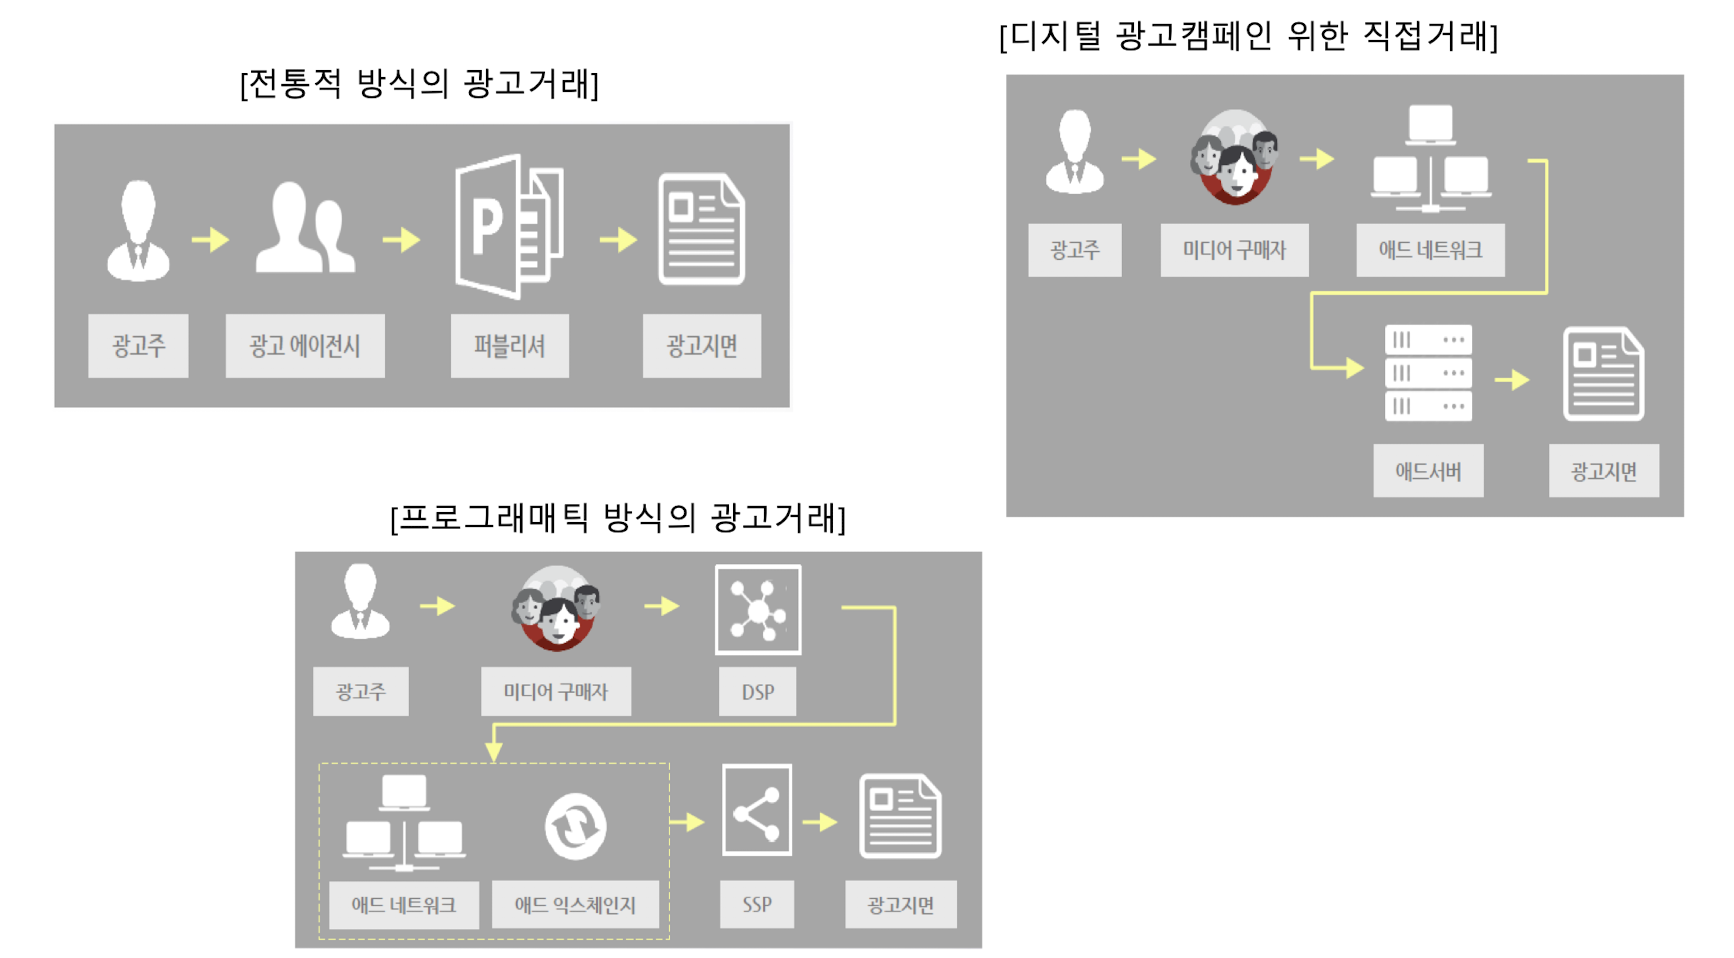 [전통적 방식의 광고거래]
광고주
광고 에이전시
P
퍼블리셔
광고지면
[디지털 광고캠페인 위한 직접거래]
광고주
미디어 구매자
애드 네트워크
애드서버
광고지면
[프로그래매틱 방식의 광고거래]
광고주
미디어 구매자
DSP
애드 네트워크
애드 익스체인지
SSP
광고지면